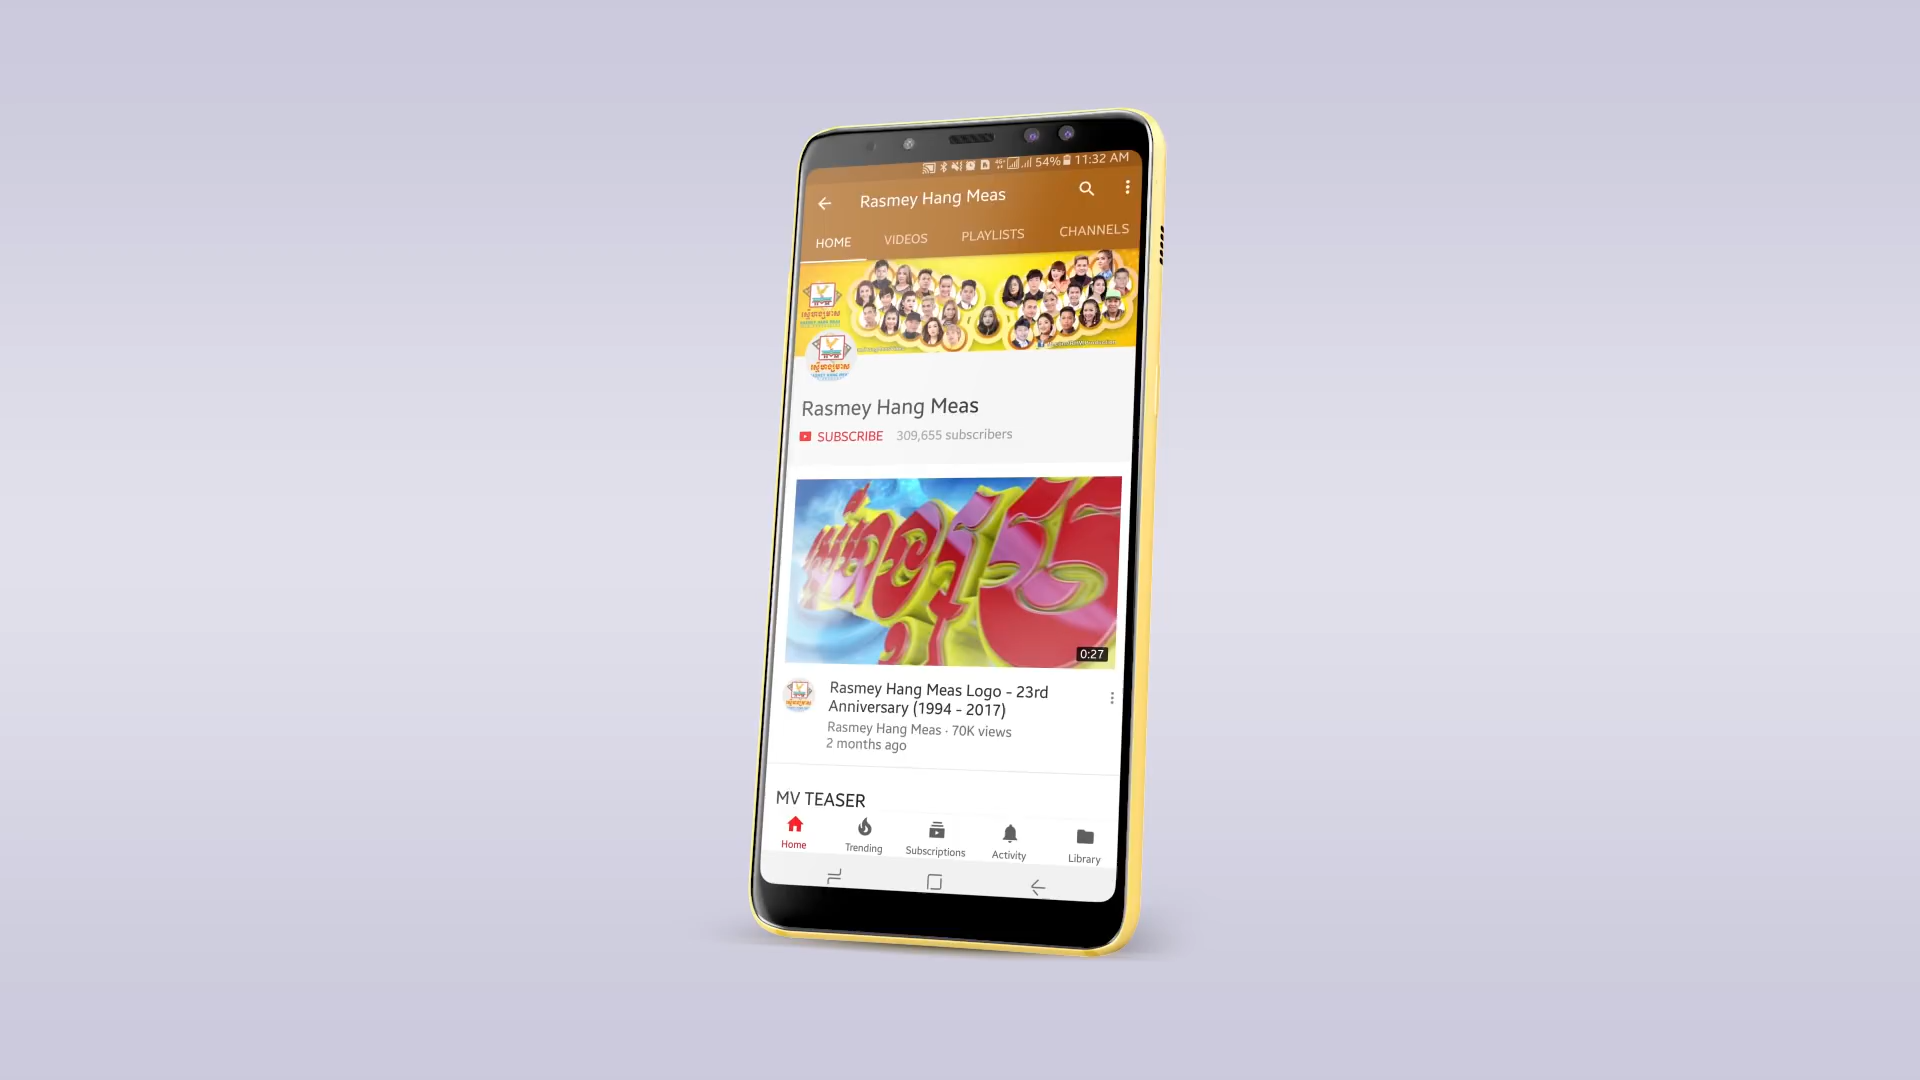 54% 11:32 AM
Rasmey Hang Meas
HOME VIDEOS PLAYLISTS CHANNELS
Rasmey Hang Meas
SUBSCRIBE 309,655 subscribers
0:27
Rasmey Hang Meas Logo - 23rd
Anniversary (1994 - 2017)
Rasmey Hang Meas · 70K views
2 months ago
MV TEASER
Home Trending Subscriptions Activity Library